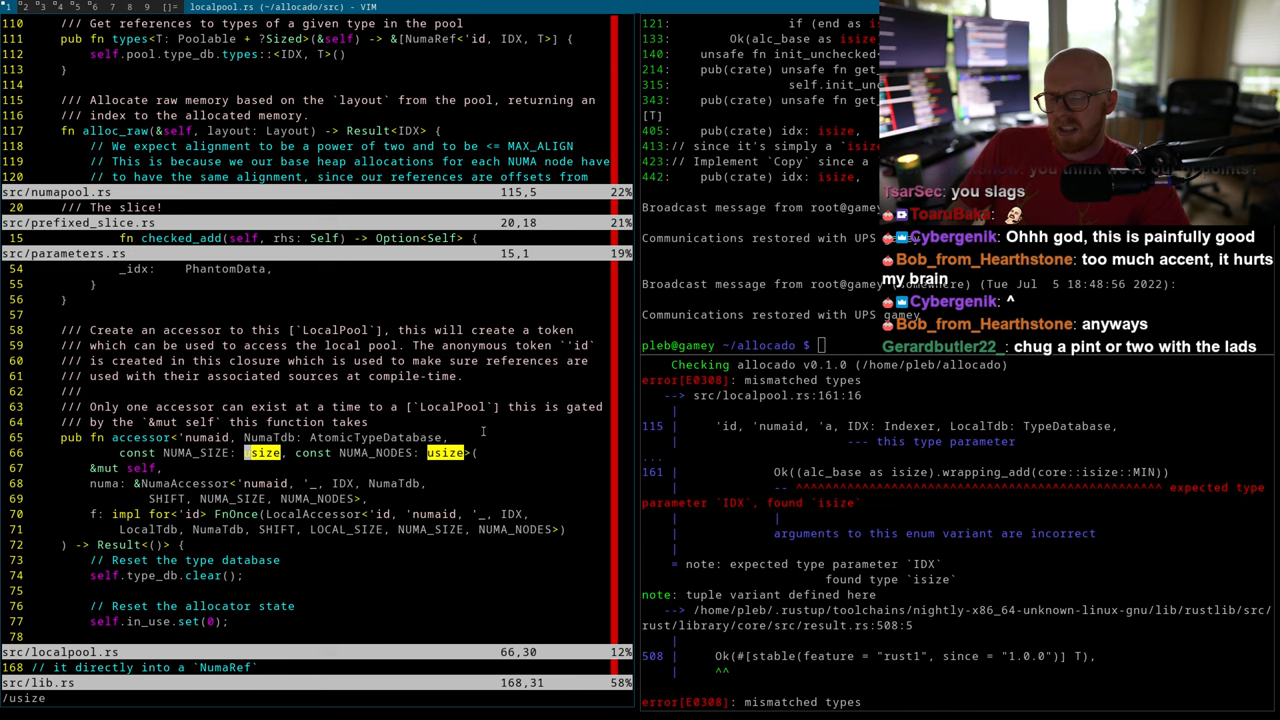 1 2 3 4 5 6 7 8 9 []= localpool.rs (~/allocado/src) - VIM
110 /// Get references to types of a given type in the pool
111 pub fn types<T: Poolable + ?Sized>(&self) -> &[NumaRef<'id, IDX, T>] {
112 self.pool.type_db.types::<IDX, T>()
113 }
114
115 /// Allocate raw memory based on the `layout` from the pool, returning an
116 /// index to the allocated memory.
117 fn alloc_raw(&self, layout: Layout) -> Result<IDX> {
118 // We expect alignment to be a power of two and to be <= MAX_ALIGN
119 // This is because we our base heap allocations for each NUMA node have
120 // to have the same alignment, since our references are offsets from
src/numapool.rs 115,5 22%
20 /// The slice!
src/prefixed_slice.rs 20,18 21%
15 fn checked_add(self, rhs: Self) -> Option<Self> {
src/parameters.rs 15,1 19%
54 _idx: PhantomData,
55 }
56 }
57
58 /// Create an accessor to this [`LocalPool`], this will create a token
59 /// which can be used to access the local pool. The anonymous token `'id`
60 /// is created in this closure which is used to make sure references are
61 /// used with their associated sources at compile-time.
62 ///
63 /// Only one accessor can exist at a time to a [`LocalPool`] this is gated
64 /// by the `&mut self` this function takes
65 pub fn accessor<'numaid, NumaTdb: AtomicTypeDatabase,
66 const NUMA_SIZE: usize, const NUMA_NODES: usize>(
67 &mut self,
68 numa: &NumaAccessor<'numaid, '_, IDX, NumaTdb,
69 SHIFT, NUMA_SIZE, NUMA_NODES>,
70 f: impl for<'id> FnOnce(LocalAccessor<'id, 'numaid, '_, IDX,
71 LocalTdb, NumaTdb, SHIFT, LOCAL_SIZE, NUMA_SIZE, NUMA_NODES>)
72 ) -> Result<()> {
73 // Reset the type database
74 self.type_db.clear();
75
76 // Reset the allocator state
77 self.in_use.set(0);
78
src/localpool.rs 66,30 12%
168 // it directly into a `NumaRef`
src/lib.rs 168,31 58%
/usize
121: if (end as is
133: Ok(alc_base as isize
140: unsafe fn init_unchecked
214: pub(crate) unsafe fn get_
315: self.init_unc
343: pub(crate) unsafe fn get_
[T]
405: pub(crate) idx: isize,
413:// since it's simply a `isize
423:// Implement `Copy` since a
442: pub(crate) idx: isize,
Broadcast message from root@gamey
Communications restored with UPS gamey
Broadcast message from root@gamey (somewhere) (Tue Jul 5 18:48:56 2022):
Communications restored with UPS gamey
pleb@gamey ~/allocado $
TsarSec: you slags
ToaruBaka:
Cybergenik: Ohhh god, this is painfully good
Bob_from_Hearthstone: too much accent, it hurts
my brain
Cybergenik: ^
Bob_from_Hearthstone: anyways
Gerardbutler22_: chug a pint or two with the lads
Checking allocado v0.1.0 (/home/pleb/allocado)
error[E0308]: mismatched types
--> src/localpool.rs:161:16
|
115 | 'id, 'numaid, 'a, IDX: Indexer, LocalTdb: TypeDatabase,
| --- this type parameter
...
161 | Ok((alc_base as isize).wrapping_add(core::isize::MIN))
| -- ^^^^^^^^^^^^^^^^^^^^^^^^^^^^^^^^^^^^^^^^^^^^^^^^^^^ expected type
parameter `IDX`, found `isize`
| |
| arguments to this enum variant are incorrect
|
= note: expected type parameter `IDX`
found type `isize`
note: tuple variant defined here
--> /home/pleb/.rustup/toolchains/nightly-x86_64-unknown-linux-gnu/lib/rustlib/src/
rust/library/core/src/result.rs:508:5
|
508 | Ok(#[stable(feature = "rust1", since = "1.0.0")] T),
| ^^
error[E0308]: mismatched types